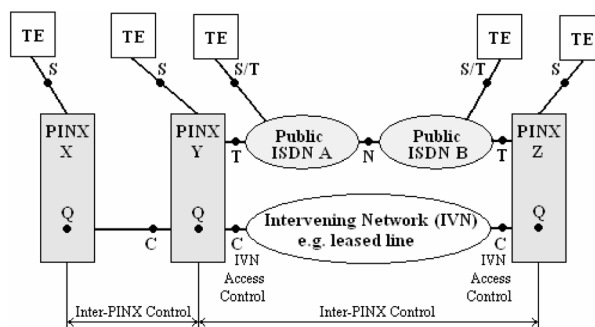 TE TE TE TE TE
S S S/T S/T S
PINX X
PINX Y
Public ISDN A
Public ISDN B
PINX Z
T N T
Q Q Q
Intervening Network (IVN)
e.g. leased line
C C C
IVN Access Control
IVN Access Control
Inter-PINX Control Inter-PINX Control